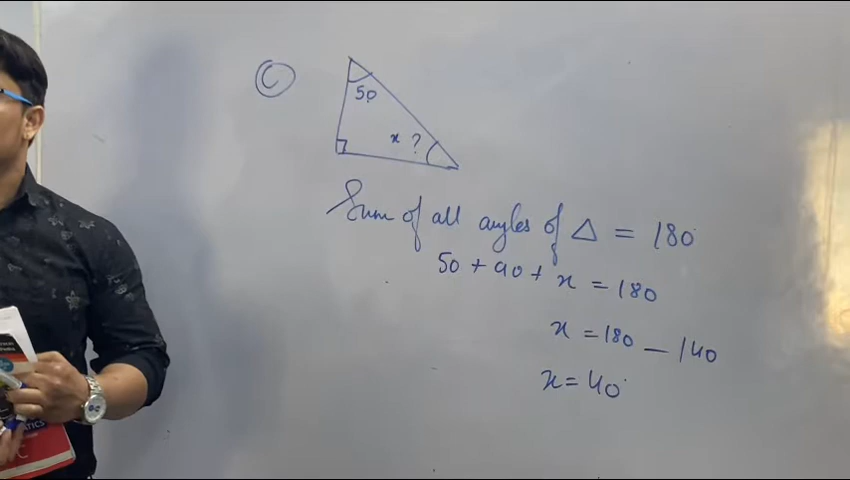 C
50
x ?
Sum of all angles of △ = 180°
50 + 90 + x = 180
x = 180 — 140
x = 40°